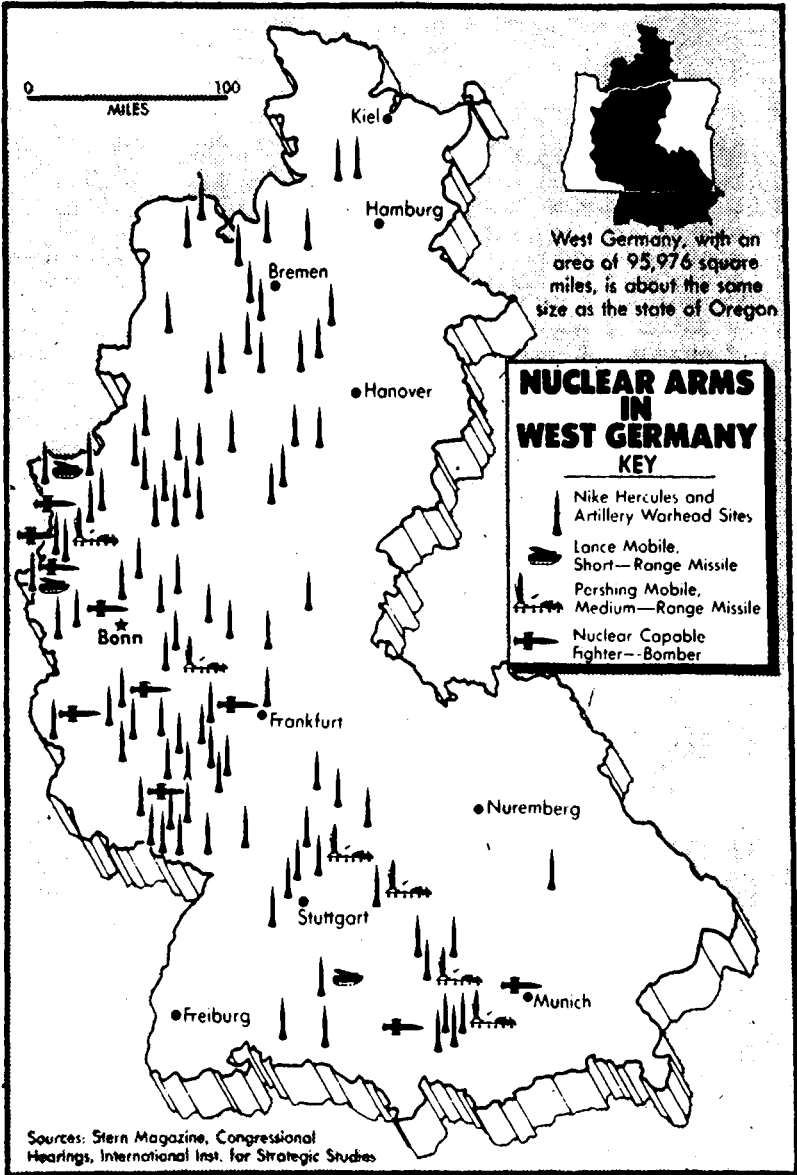 0 100
MILES
Kiel
Hamburg
Bremen
Hanover
Bonn
Frankfurt
Nuremberg
Stuttgart
Munich
Freiburg
West Germany, with an
area of 95,976 square
miles, is about the same
size as the state of Oregon
NUCLEAR ARMS
IN
WEST GERMANY
KEY
Nike Hercules and
Artillery Warhead Sites
Lance Mobile,
Short—Range Missile
Pershing Mobile,
Medium—Range Missile
Nuclear Capable
Fighter--Bomber
Sources: Stern Magazine, Congressional
Hearings, International Inst. for Strategic Studies